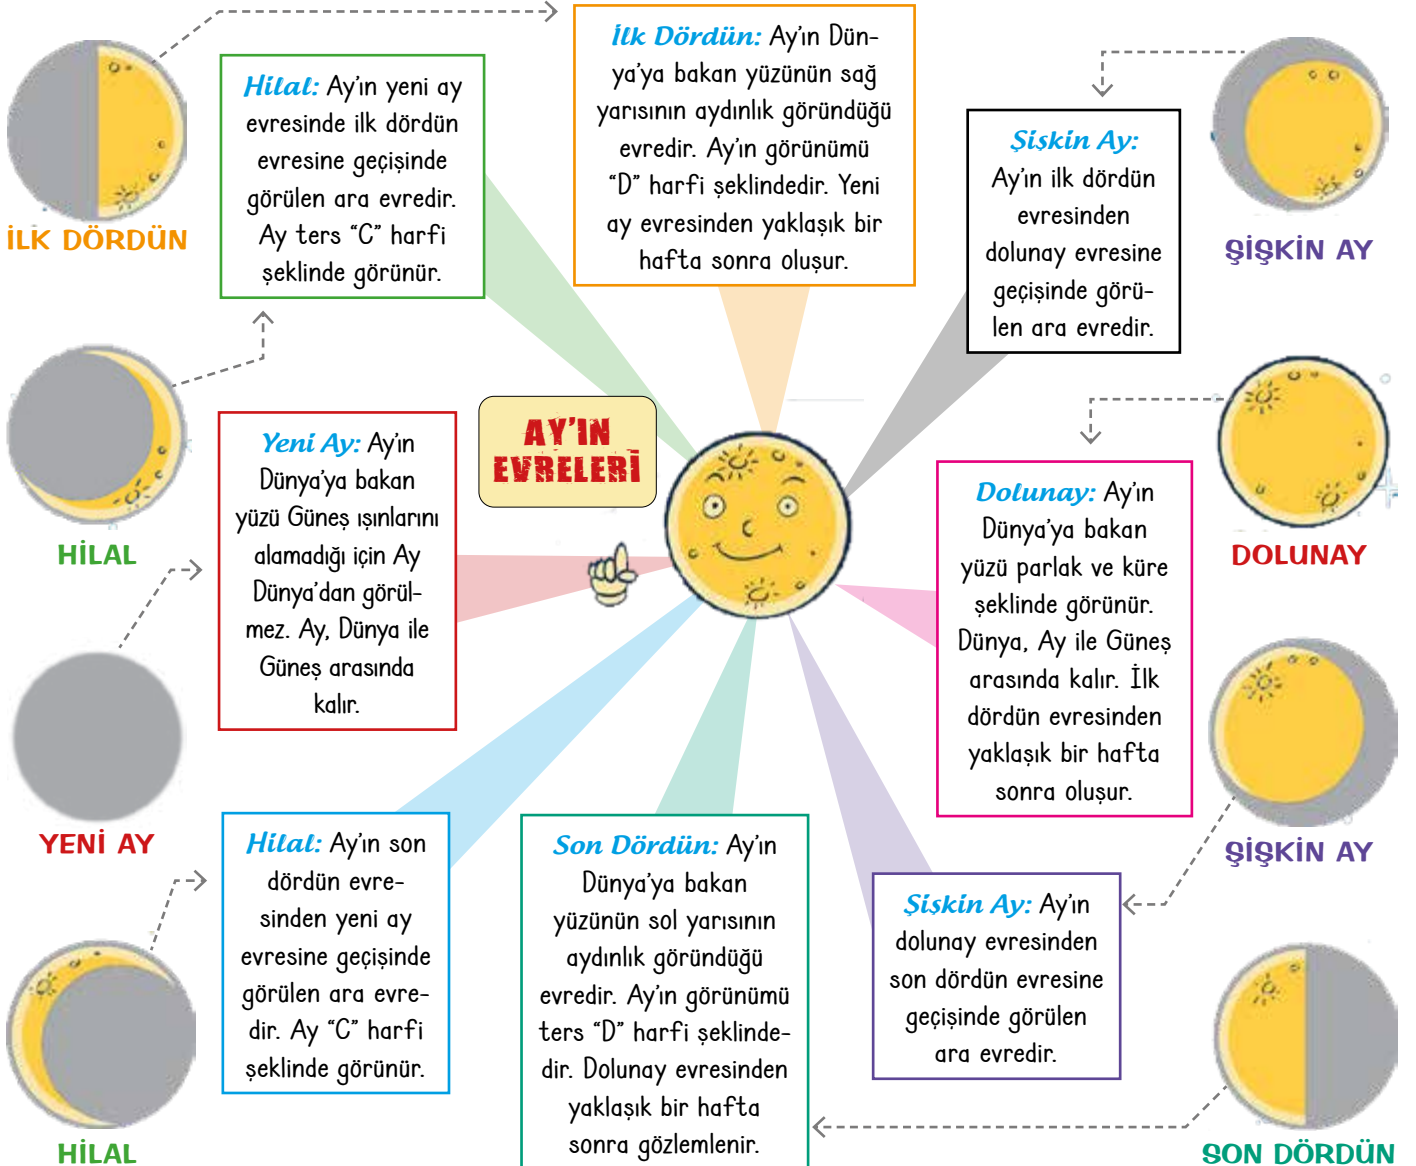 İlk Dördün: Ay'ın Dün-
ya'ya bakan yüzünün sağ
yarısının aydınlık göründüğü
evredir. Ay'ın görünümü
"D" harfi şeklindedir. Yeni
ay evresinden yaklaşık bir
hafta sonra oluşur.
İLK DÖRDÜN
Hilal: Ay'ın yeni ay
evresinde ilk dördün
evresine geçişinde
görülen ara evredir.
Ay ters "C" harfi
şeklinde görünür.
Şişkin Ay:
Ay'ın ilk dördün
evresinden
dolunay evresine
geçişinde görü-
len ara evredir.
ŞİŞKİN AY
HİLAL
Yeni Ay: Ay'ın
Dünya'ya bakan
yüzü Güneş ışınlarını
alamadığı için Ay
Dünya'dan görül-
mez. Ay, Dünya ile
Güneş arasında
kalır.
AY'IN
EVRELERİ
Dolunay: Ay'ın
Dünya'ya bakan
yüzü parlak ve küre
şeklinde görünür.
Dünya, Ay ile Güneş
arasında kalır. İlk
dördün evresinden
yaklaşık bir hafta
sonra oluşur.
DOLUNAY
YENİ AY
Hilal: Ay'ın son
dördün evre-
sinden yeni ay
evresine geçişinde
görülen ara evre-
dir. Ay "C" harfi
şeklinde görünür.
HİLAL
Son Dördün: Ay'ın
Dünya'ya bakan
yüzünün sol yarısının
aydınlık göründüğü
evredir. Ay'ın görünümü
ters "D" harfi şeklinde-
dir. Dolunay evresinden
yaklaşık bir hafta
sonra gözlemlenir.
Şişkin Ay: Ay'ın
dolunay evresinden
son dördün evresine
geçişinde görülen
ara evredir.
ŞİŞKİN AY
SON DÖRDÜN